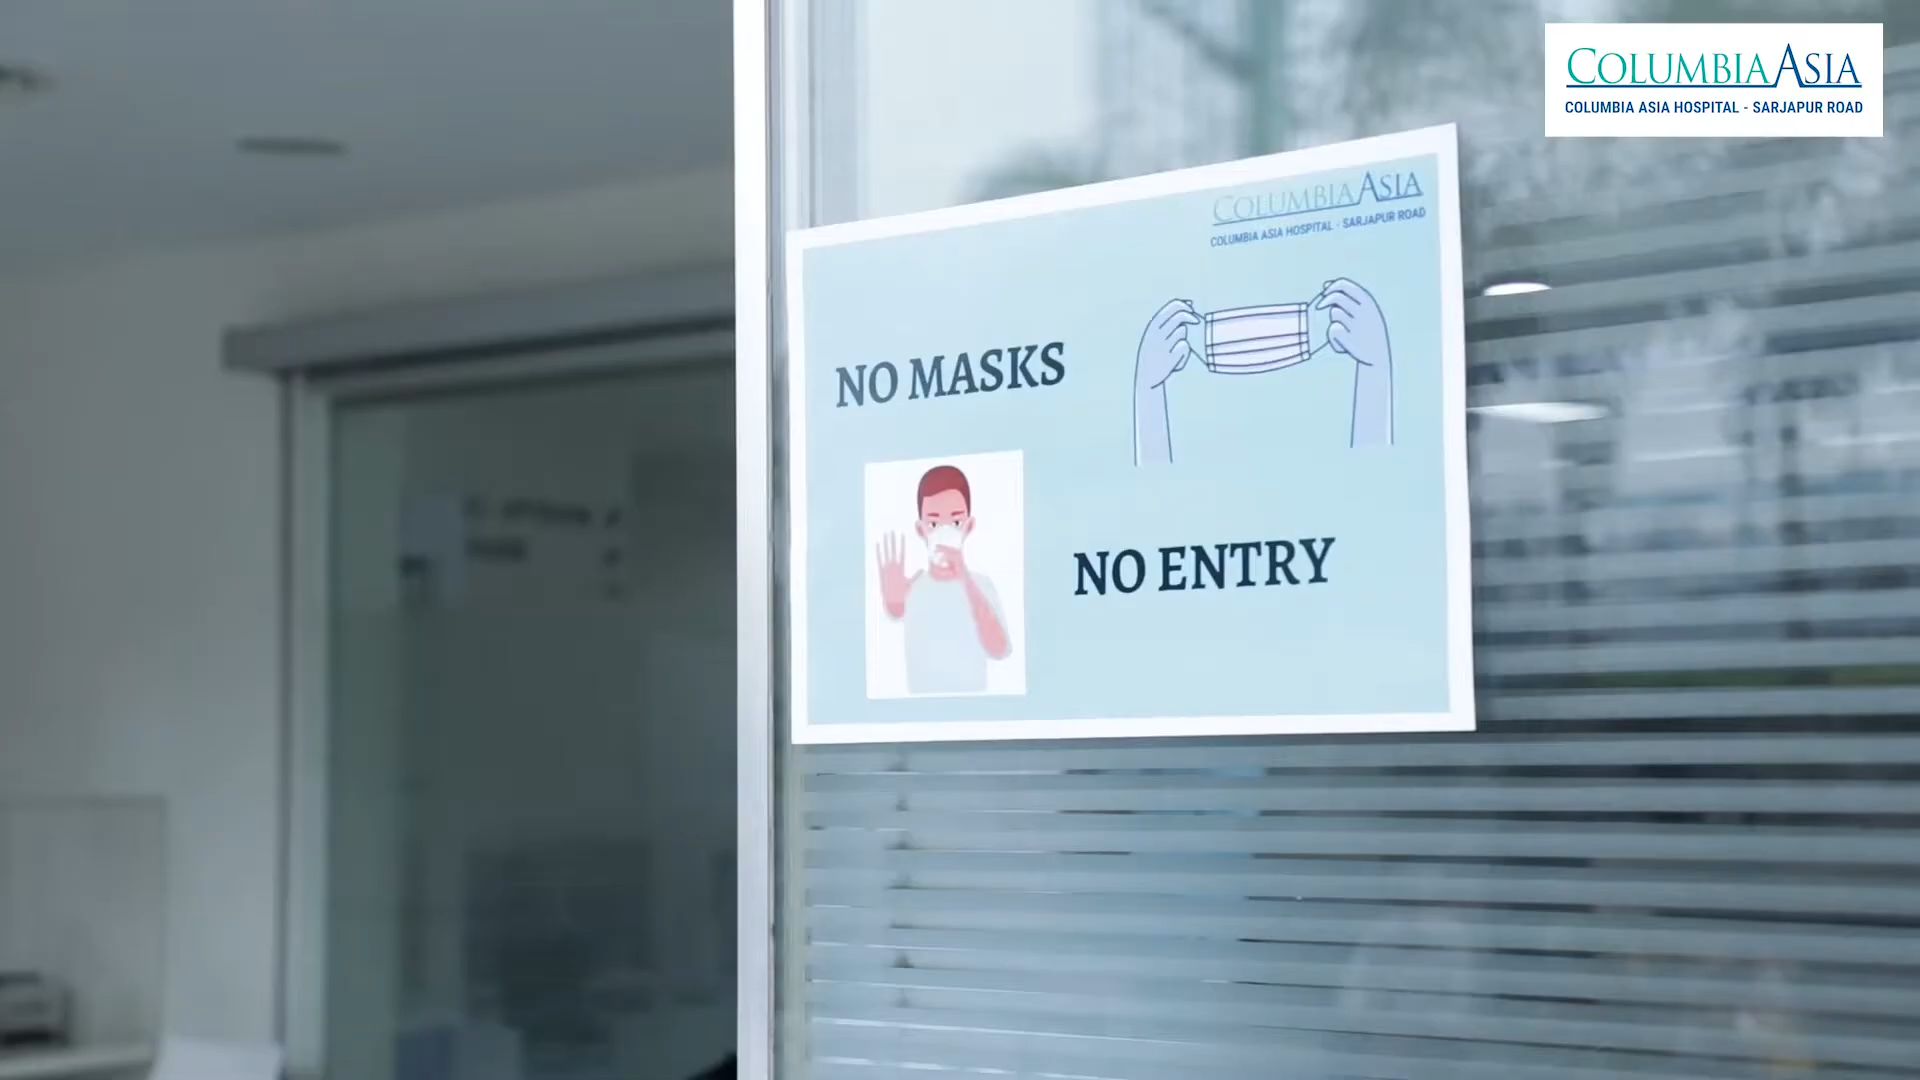 COLUMBIA ASIA
COLUMBIA ASIA HOSPITAL - SARJAPUR ROAD
COLUMBIA ASIA
COLUMBIA ASIA HOSPITAL - SARJAPUR ROAD
NO MASKS
NO ENTRY